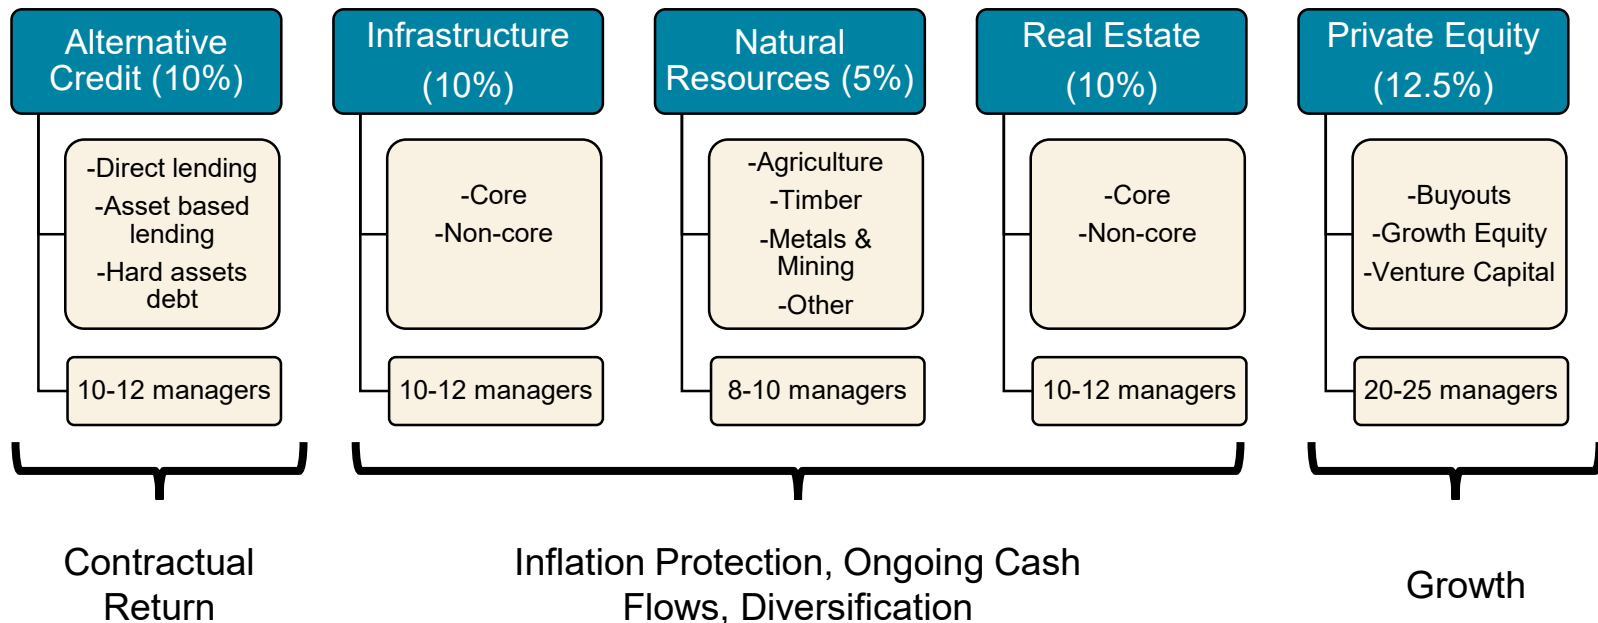 Alternative
Credit (10%)
-Direct lending
-Asset based
lending
-Hard assets
debt
10-12 managers
Infrastructure
(10%)
-Core
-Non-core
10-12 managers
Natural
Resources (5%)
-Agriculture
-Timber
-Metals &
Mining
-Other
8-10 managers
Real Estate
(10%)
-Core
-Non-core
10-12 managers
Private Equity
(12.5%)
-Buyouts
-Growth Equity
-Venture Capital
20-25 managers
Contractual
Return
Inflation Protection, Ongoing Cash
Flows, Diversification
Growth